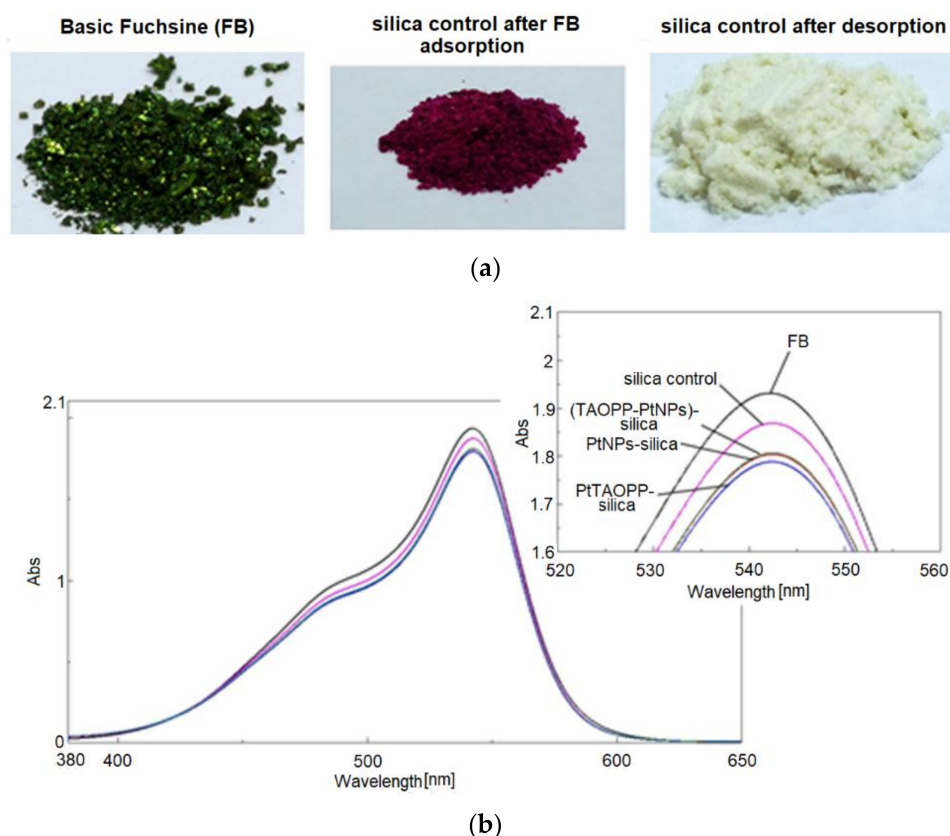 Basic Fuchsine (FB)
silica control after FB
adsorption
silica control after desorption
(a)
2.1
1
0
Abs
380
400
500
600
650
Wavelength[nm]
2.1
2
1.9
1.8
1.7
1.6
Abs
FB
silica control
(TAOPP-PtNPs)-
silica
PtNPs-silica
PtTAOPP-
silica
520
530
540
550
560
Wavelength[nm]
(b)